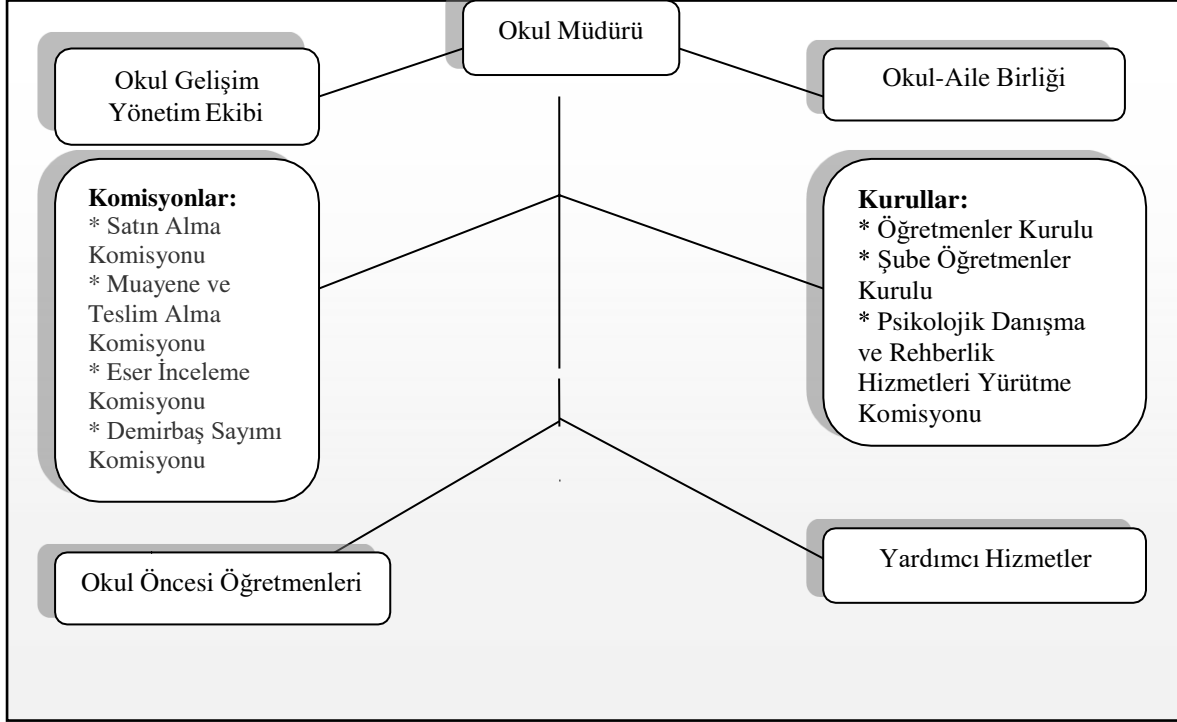 Okul Müdürü
Okul Gelişim
Yönetim Ekibi
Okul-Aile Birliği
Komisyonlar:
* Satın Alma
Komisyonu
* Muayene ve
Teslim Alma
Komisyonu
* Eser İnceleme
Komisyonu
* Demirbaş Sayımı
Komisyonu
Kurullar:
* Öğretmenler Kurulu
* Şube Öğretmenler
Kurulu
* Psikolojik Danışma
ve Rehberlik
Hizmetleri Yürütme
Komisyonu
Okul Öncesi Öğretmenleri
Yardımcı Hizmetler